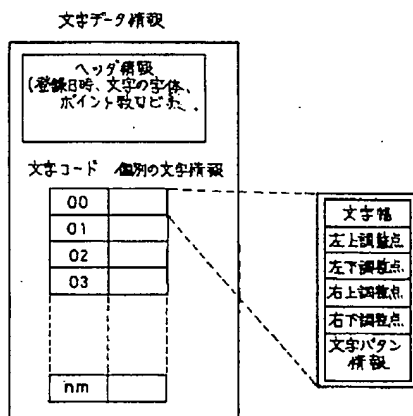 文字データ情報
ヘッダ情報
(登録日時、文字の字体、
ポイント数など)
文字コード 個別の文字情報
00
01
02
03
nm
文字幅
左上調整点
左下調整点
右上調整点
右下調整点
文字パタン
情報